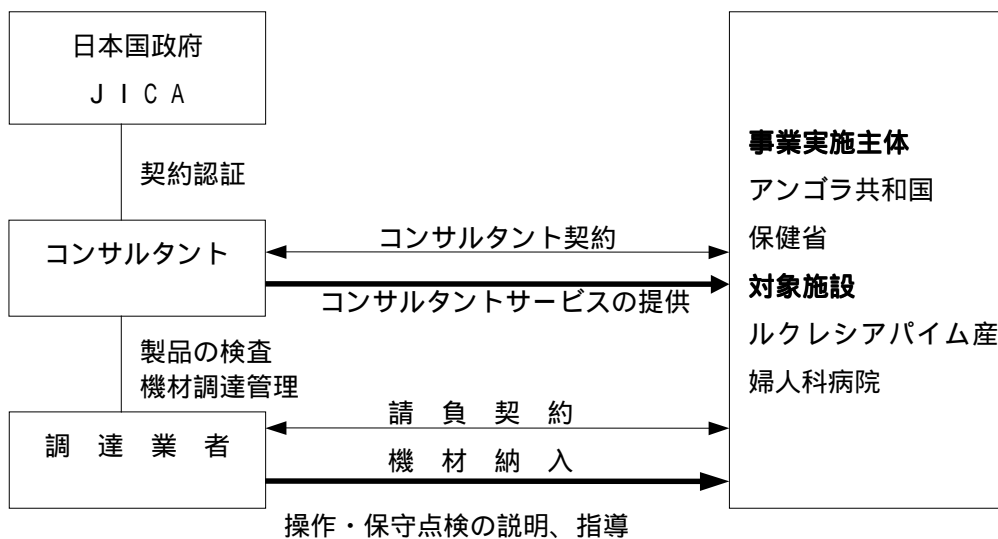 日本国政府
ＪＩＣＡ
契約認証
コンサルタント
コンサルタント契約
コンサルタントサービスの提供
製品の検査
機材調達管理
調達業者
請負契約
機材納入
操作・保守点検の説明、指導
事業実施主体
アンゴラ共和国
保健省
対象施設
ルクレシアパイム産
婦人科病院